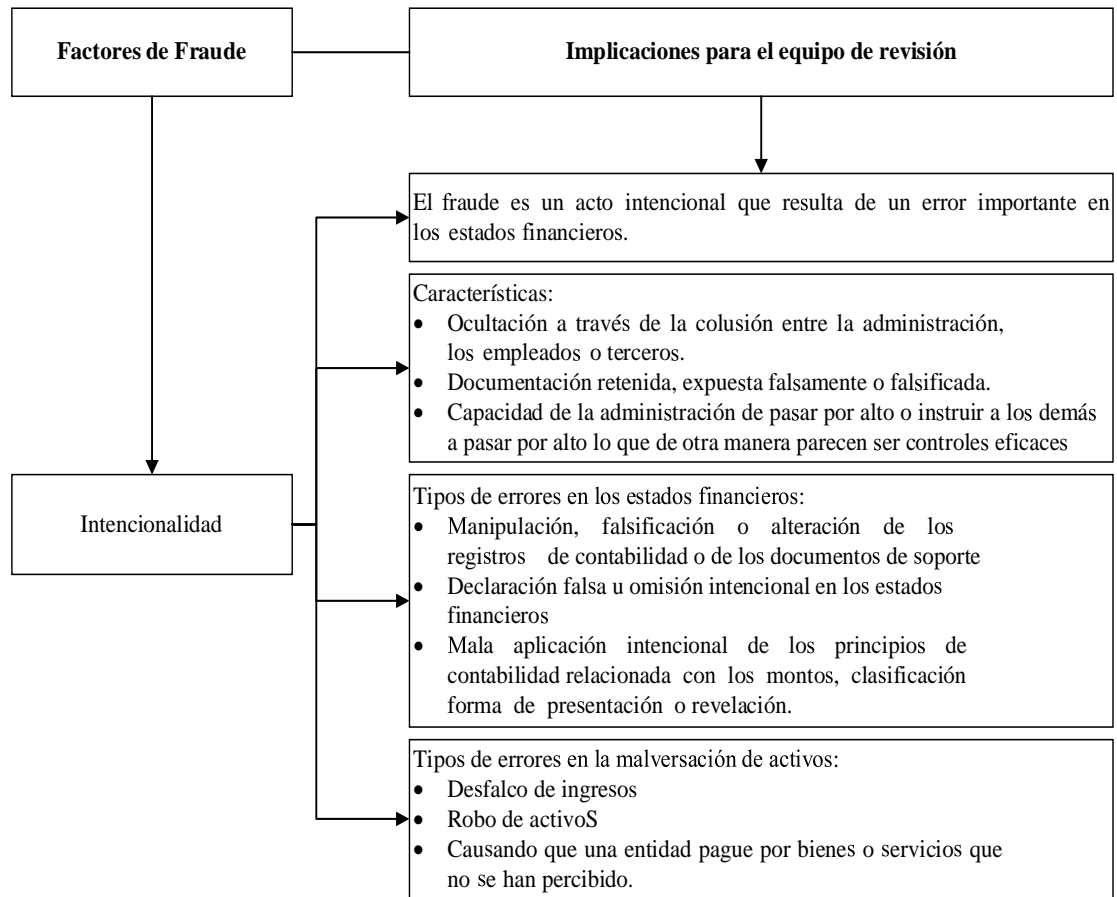 Factores de Fraude
Implicaciones para el equipo de revisión
El fraude es un acto intencional que resulta de un error importante en
los estados financieros.
Características:
• Ocultación a través de la colusión entre la administración,
los empleados o terceros.
• Documentación retenida, expuesta falsamente o falsificada.
• Capacidad de la administración de pasar por alto o instruir a los demás
a pasar por alto lo que de otra manera parecen ser controles eficaces
Intencionalidad
Tipos de errores en los estados financieros:
• Manipulación, falsificación o alteración de los
registros de contabilidad o de los documentos de soporte
• Declaración falsa u omisión intencional en los estados
financieros
• Mala aplicación intencional de los principios de
contabilidad relacionada con los montos, clasificación
forma de presentación o revelación.
Tipos de errores en la malversación de activos:
• Desfalco de ingresos
• Robo de activoS
• Causando que una entidad pague por bienes o servicios que
no se han percibido.